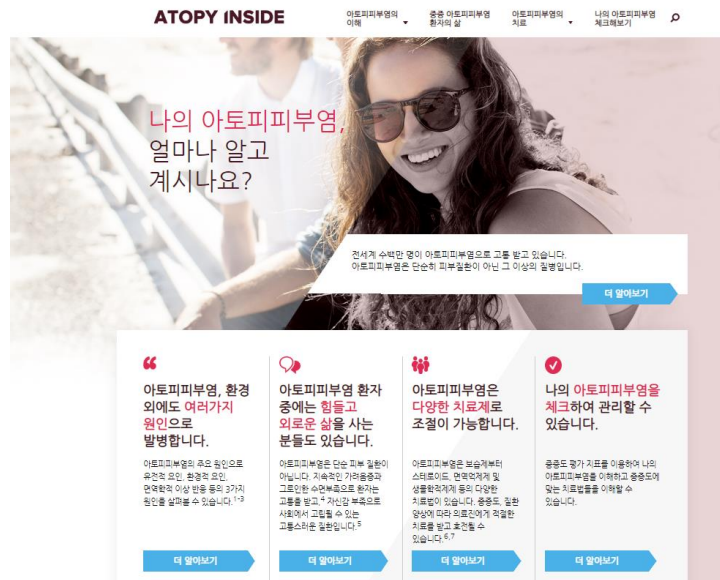 ATOPY INSIDE
아토피피부염의
이해
중증 아토피피부염
환자의 삶
아토피피부염의
치료
나의 아토피피부염
체크해보기
나의 아토피피부염,
얼마나 알고
계시나요?
전세계 수백만 명이 아토피피부염으로 고통 받고 있습니다.
아토피피부염은 단순히 피부질환이 아닌 그 이상의 질병입니다.
더 알아보기
아토피피부염, 환경
외에도 여러가지
원인으로
발병합니다.
아토피피부염의 주요 원인으로
유전적 요인, 환경적 요인,
면역학적 이상 반응 등의 3가지
원인을 살펴볼 수 있습니다.1-3
더 알아보기
아토피피부염 환자
중에는 힘들고
외로운 삶을 사는
분들도 있습니다.
아토피피부염은 단순 피부 질환이
아닙니다. 지속적인 가려움증과
그로인한 수면부족으로 환자는
고통을 받고,4 자신감 부족으로
사회에서 고립될 수 있는
고통스러운 질환입니다.5
더 알아보기
아토피피부염은
다양한 치료제로
조절이 가능합니다.
아토피피부염은 보습제부터
스테로이드, 면역억제제 및
생물학적제제 등의 다양한
치료법이 있습니다. 중증도, 질환
양상에 따라 의료진에게 적절한
치료를 받고 호전될 수
있습니다.6,7
더 알아보기
나의 아토피피부염을
체크하여 관리할 수
있습니다.
중증도 평가 지표를 이용하여 나의
아토피피부염을 이해하고 중증도에
맞는 치료법들을 이해할 수
있습니다.
더 알아보기